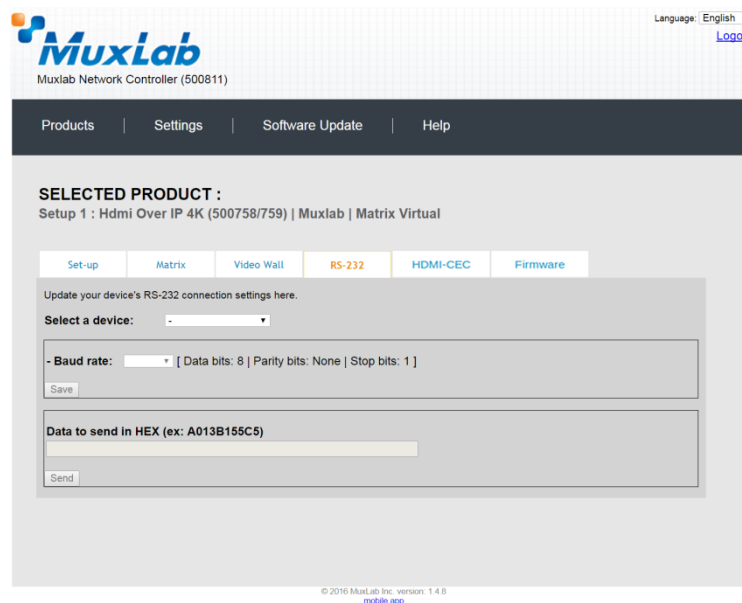 Language: English
Logo
MuxLab
Muxlab Network Controller (500811)
Products | Settings | Software Update | Help
SELECTED PRODUCT :
Setup 1 : Hdmi Over IP 4K (500758/759) | Muxlab | Matrix Virtual
Set-up Matrix Video Wall RS-232 HDMI-CEC Firmware
Update your device's RS-232 connection settings here.
Select a device: -
- Baud rate: [ Data bits: 8 | Parity bits: None | Stop bits: 1 ]
Save
Data to send in HEX (ex: A013B155C5)
Send
© 2016 MuxLab Inc. version: 1.4.8
mobile app